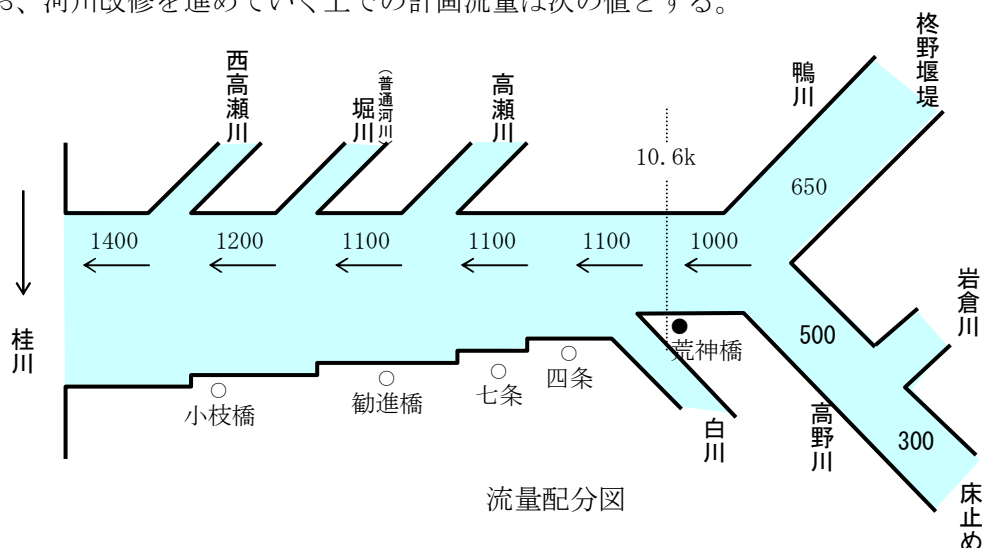 お、河川改修を進めていく上での計画流量は次の値とする。
柊野堰堤
鴨川
西高瀬川
堀川
(普通河川)
高瀬川
10.6k
650
1400
1200
1100
1100
1100
1000
桂川
岩倉川
500
荒神橋
四条
七条
勧進橋
小枝橋
白川
高野川
300
床止め
流量配分図